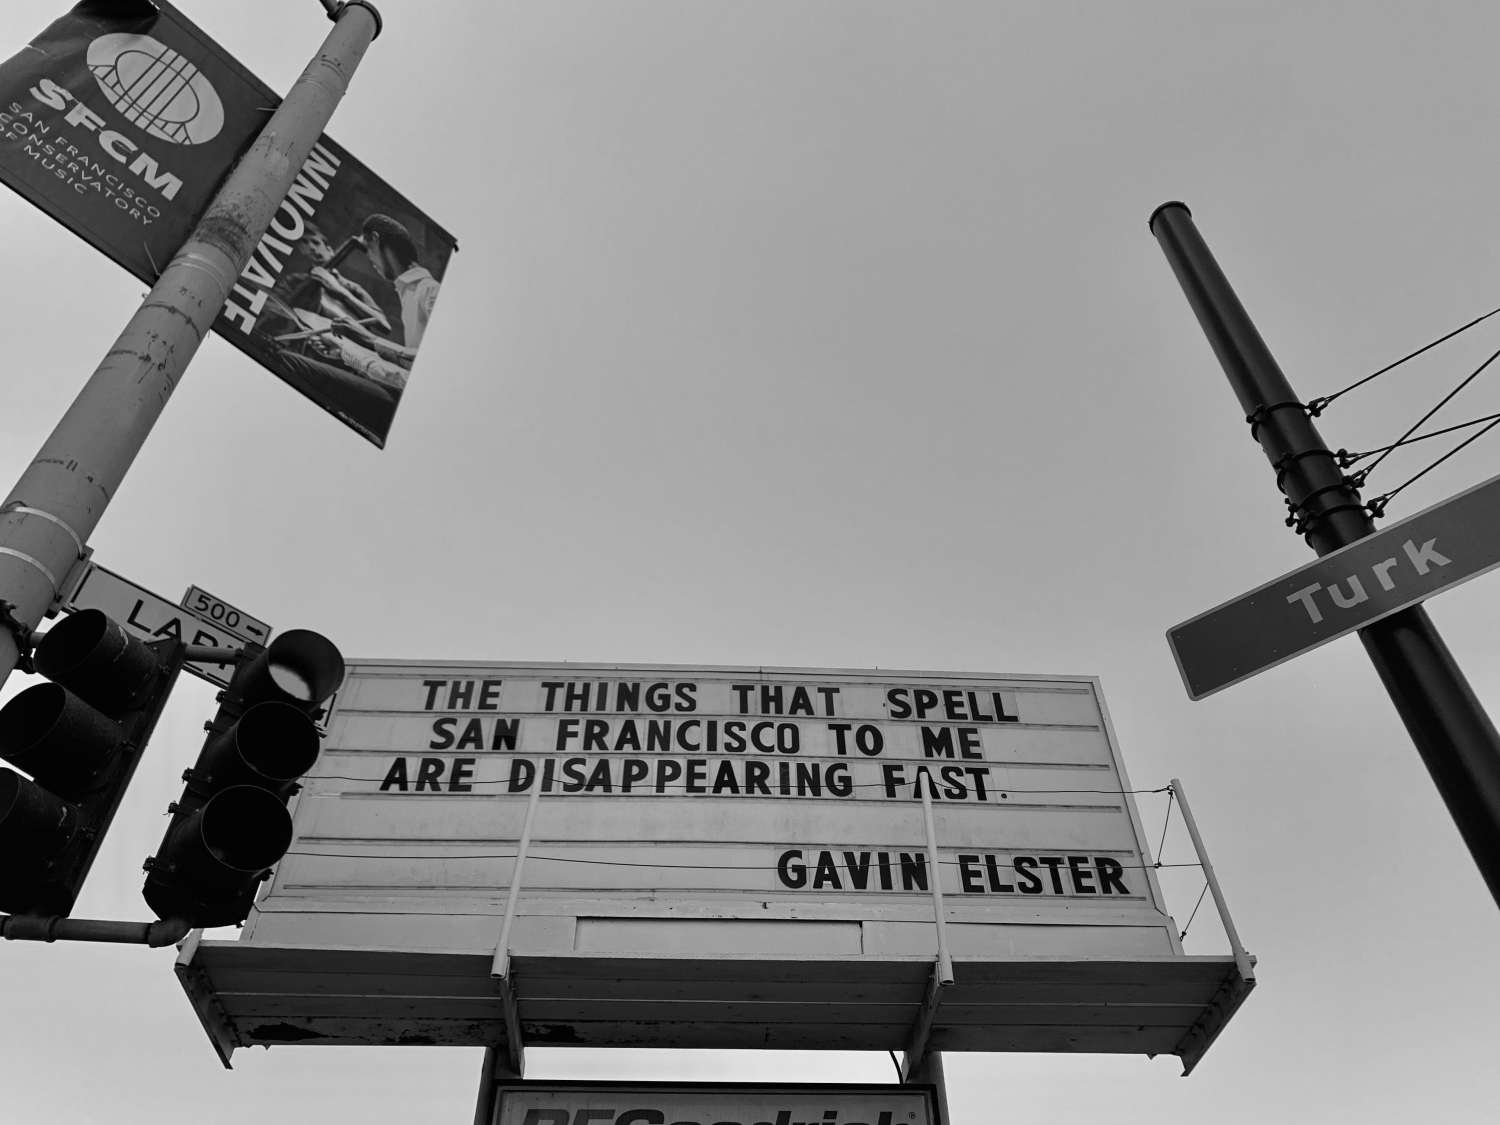 SFCM
SAN FRANCISCO
CONSERVATORY
OF MUSIC
INNOVATE
500 →
Turk
THE THINGS THAT SPELL
SAN FRANCISCO TO ME
ARE DISAPPEARING FAST.
GAVIN ELSTER
BFGoodrich®